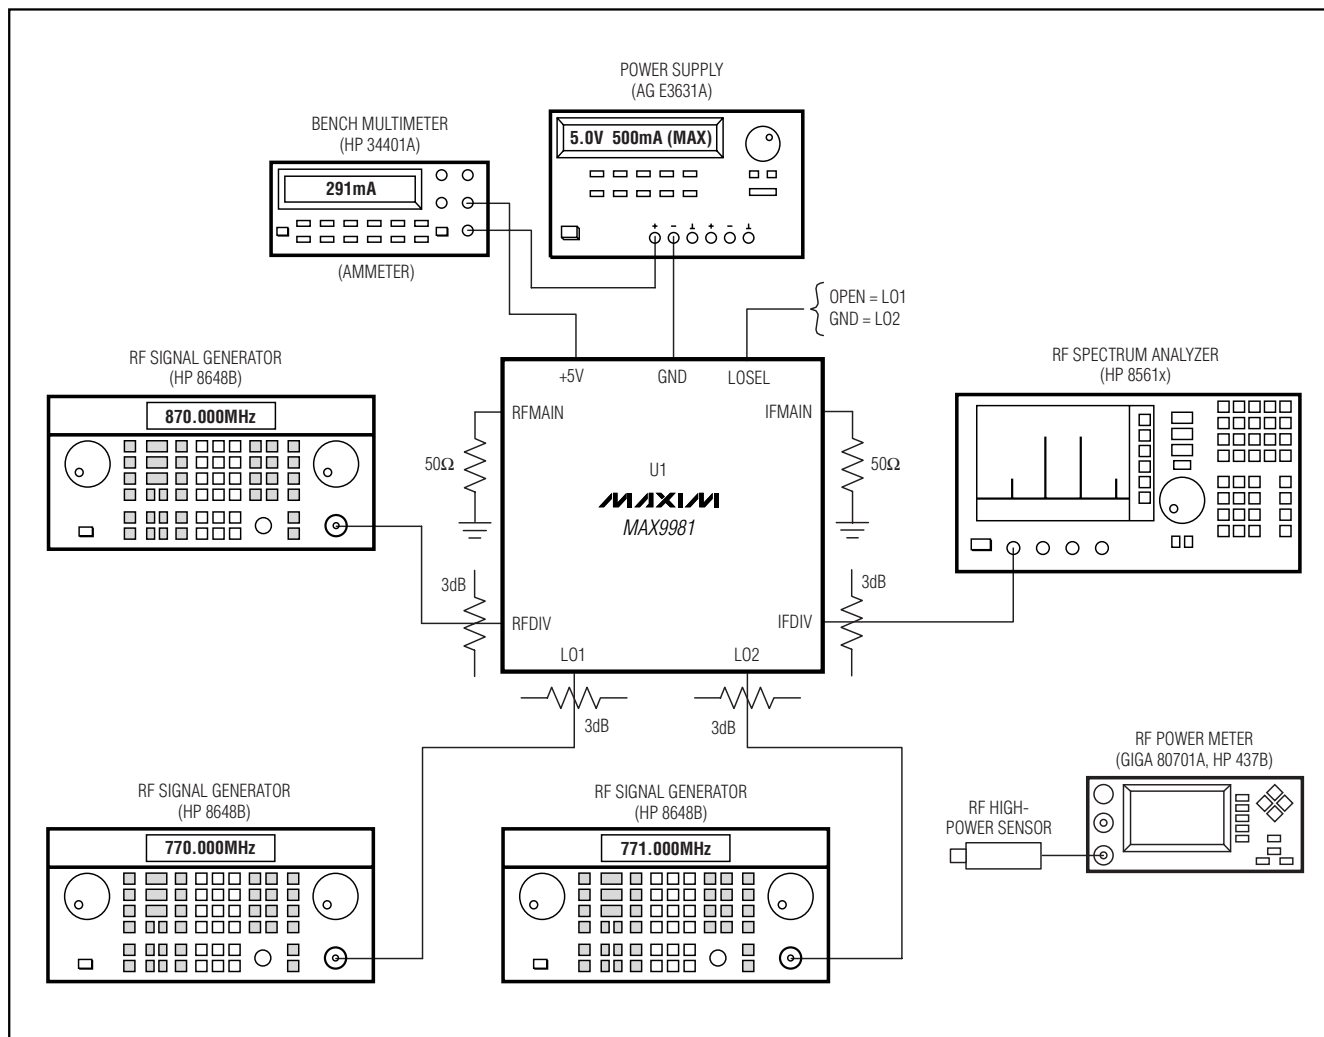 POWER SUPPLY
(AG E3631A)
5.0V 500mA (MAX)
+ - ⊥ + - ⊥
BENCH MULTIMETER
(HP 34401A)
291mA
(AMMETER)
OPEN = LO1
GND = LO2
RF SIGNAL GENERATOR
(HP 8648B)
870.000MHz
RF SPECTRUM ANALYZER
(HP 8561x)
+5V GND LOSEL
RFMAIN IFMAIN
50Ω
50Ω
U1
MAXIM
MAX9981
3dB
3dB
RFDIV IFDIV
LO1 LO2
3dB
3dB
RF SIGNAL GENERATOR
(HP 8648B)
770.000MHz
RF SIGNAL GENERATOR
(HP 8648B)
771.000MHz
RF POWER METER
(GIGA 80701A, HP 437B)
RF HIGH-
POWER SENSOR